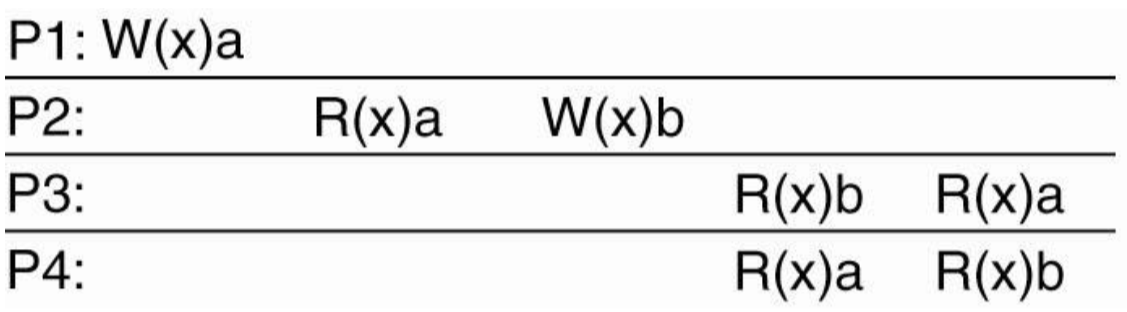 P1: W(x)a
P2: R(x)a W(x)b
P3: R(x)b R(x)a
P4: R(x)a R(x)b